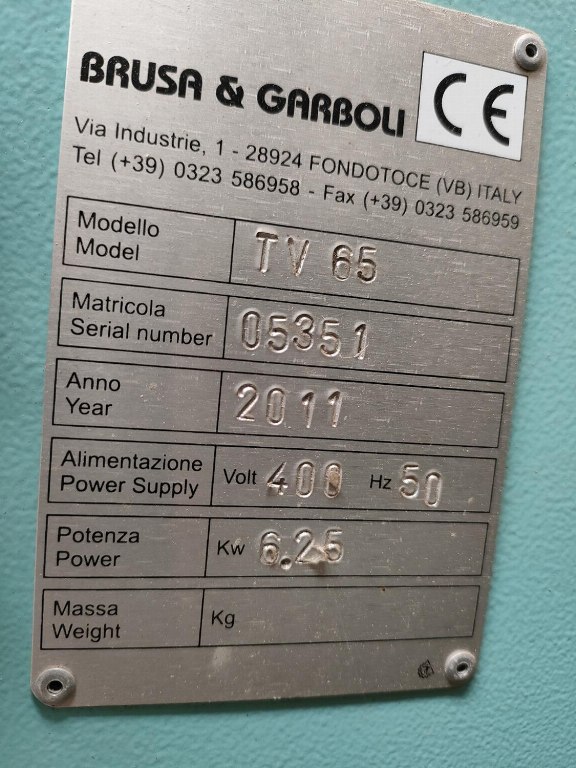 BRUSA & GARBOLI CE
Via Industrie, 1 - 28924 FONDOTOCE (VB) ITALY
Tel (+39) 0323 586958 - Fax (+39) 0323 586959
Modello
Model
TV 65
Matricola
Serial number
05351
Anno
Year
2011
Alimentazione
Power Supply
Volt 400 Hz 50
Potenza
Power
Kw 6.25
Massa
Weight
Kg